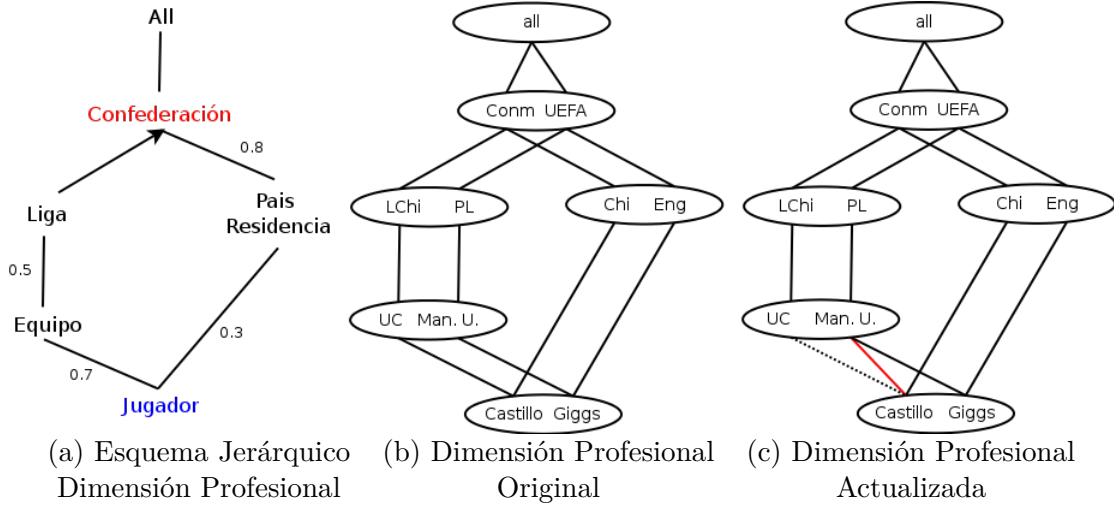 All
Confederación
0.8
Liga
Pais
Residencia
0.5
Equipo
0.3
0.7
Jugador
(a) Esquema Jerárquico
Dimensión Profesional
all
Conm UEFA
LChi PL
Chi Eng
UC Man. U.
Castillo Giggs
(b) Dimensión Profesional
Original
all
Conm UEFA
LChi PL
Chi Eng
UC Man. U.
Castillo Giggs
(c) Dimensión Profesional
Actualizada